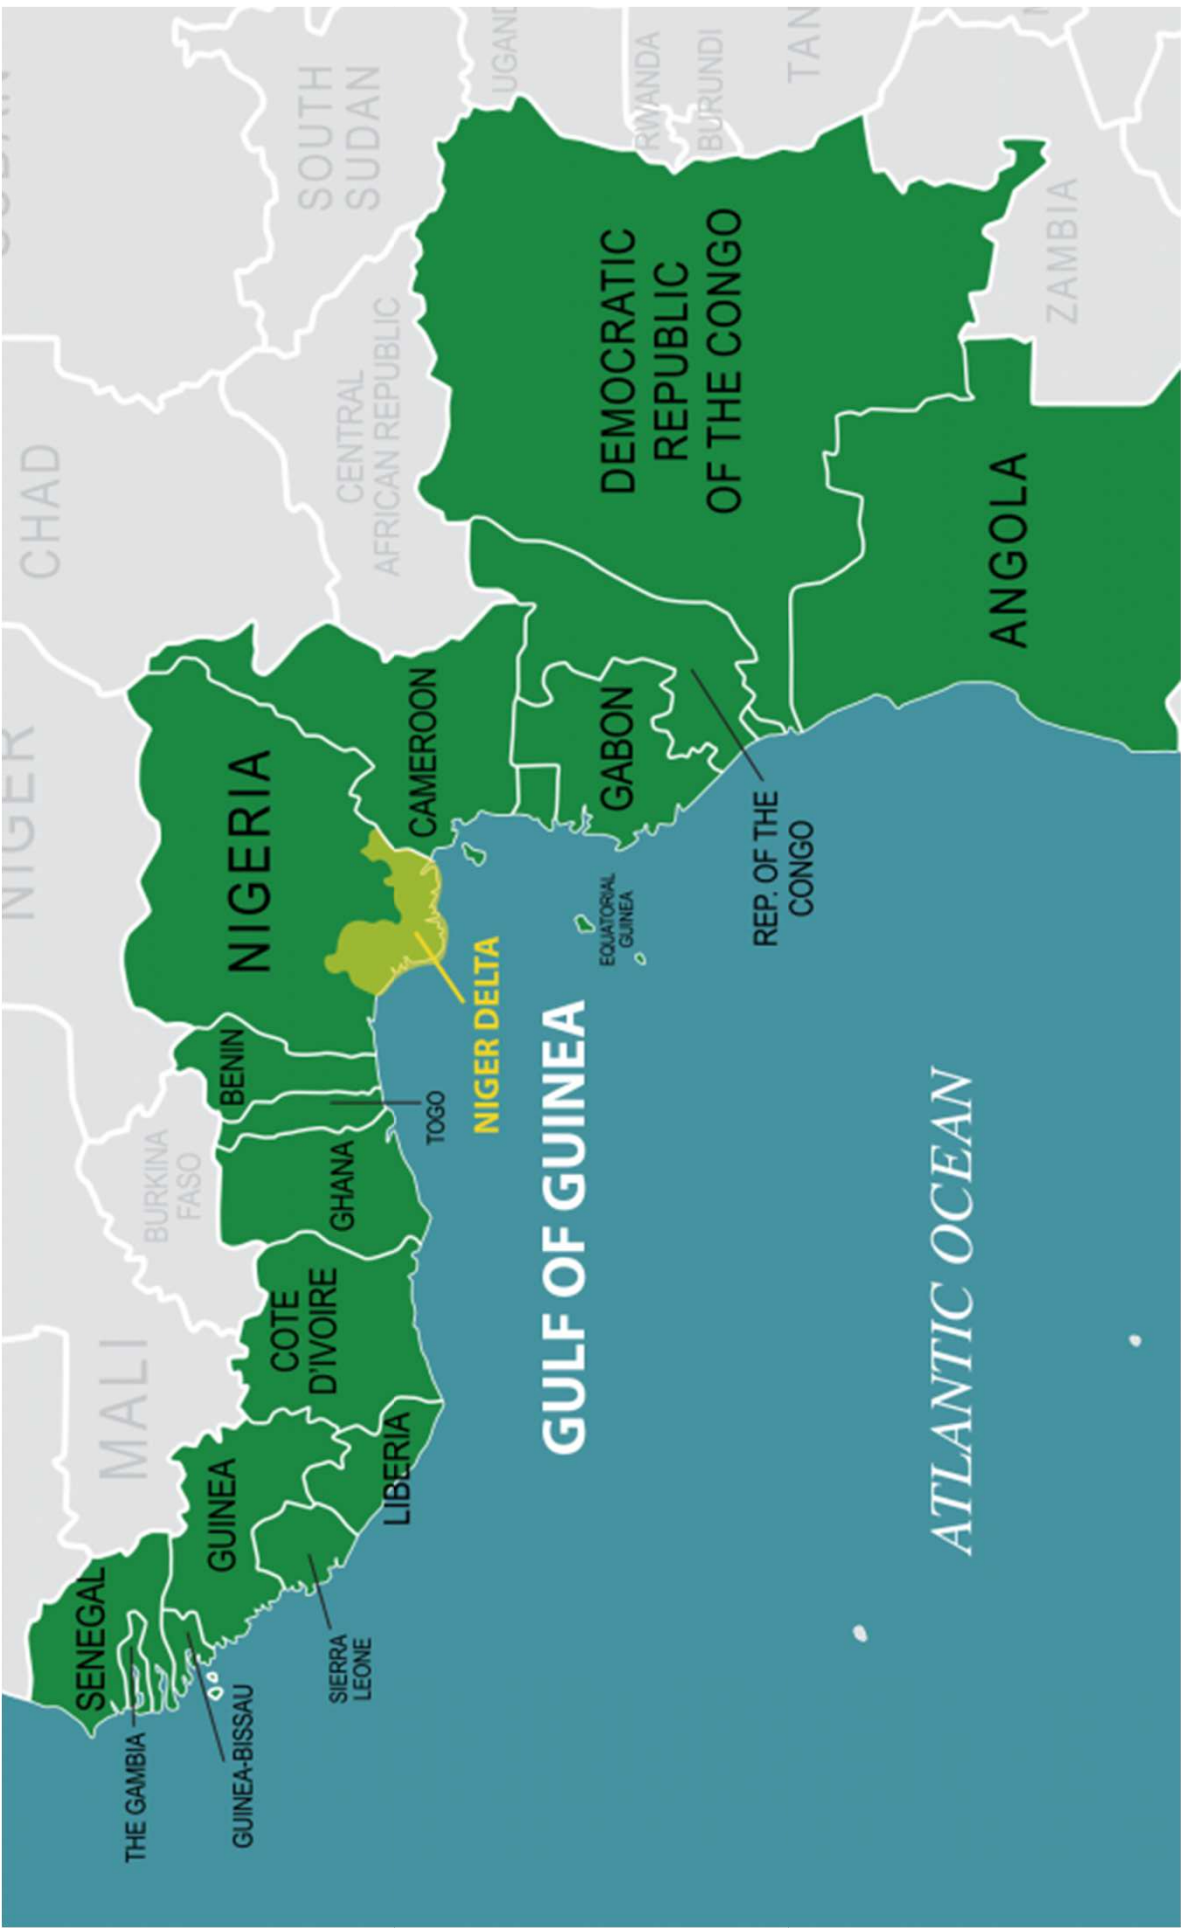 SENEGAL
THE GAMBIA
GUINEA-BISSAU
GUINEA
SIERRA
LEONE
LIBERIA
MALI
COTE
D'IVOIRE
BURKINA
FASO
GHANA
TOGO
BENIN
NIGER
NIGERIA
NIGER DELTA
CHAD
CAMEROON
CENTRAL
AFRICAN REPUBLIC
SOUTH
SUDAN
EQUATORIAL
GUINEA
GABON
REP. OF THE
CONGO
DEMOCRATIC
REPUBLIC
OF THE CONGO
RWANDA
BURUNDI
ANGOLA
ZAMBIA
GULF OF GUINEA
ATLANTIC OCEAN
UGAND
TAN